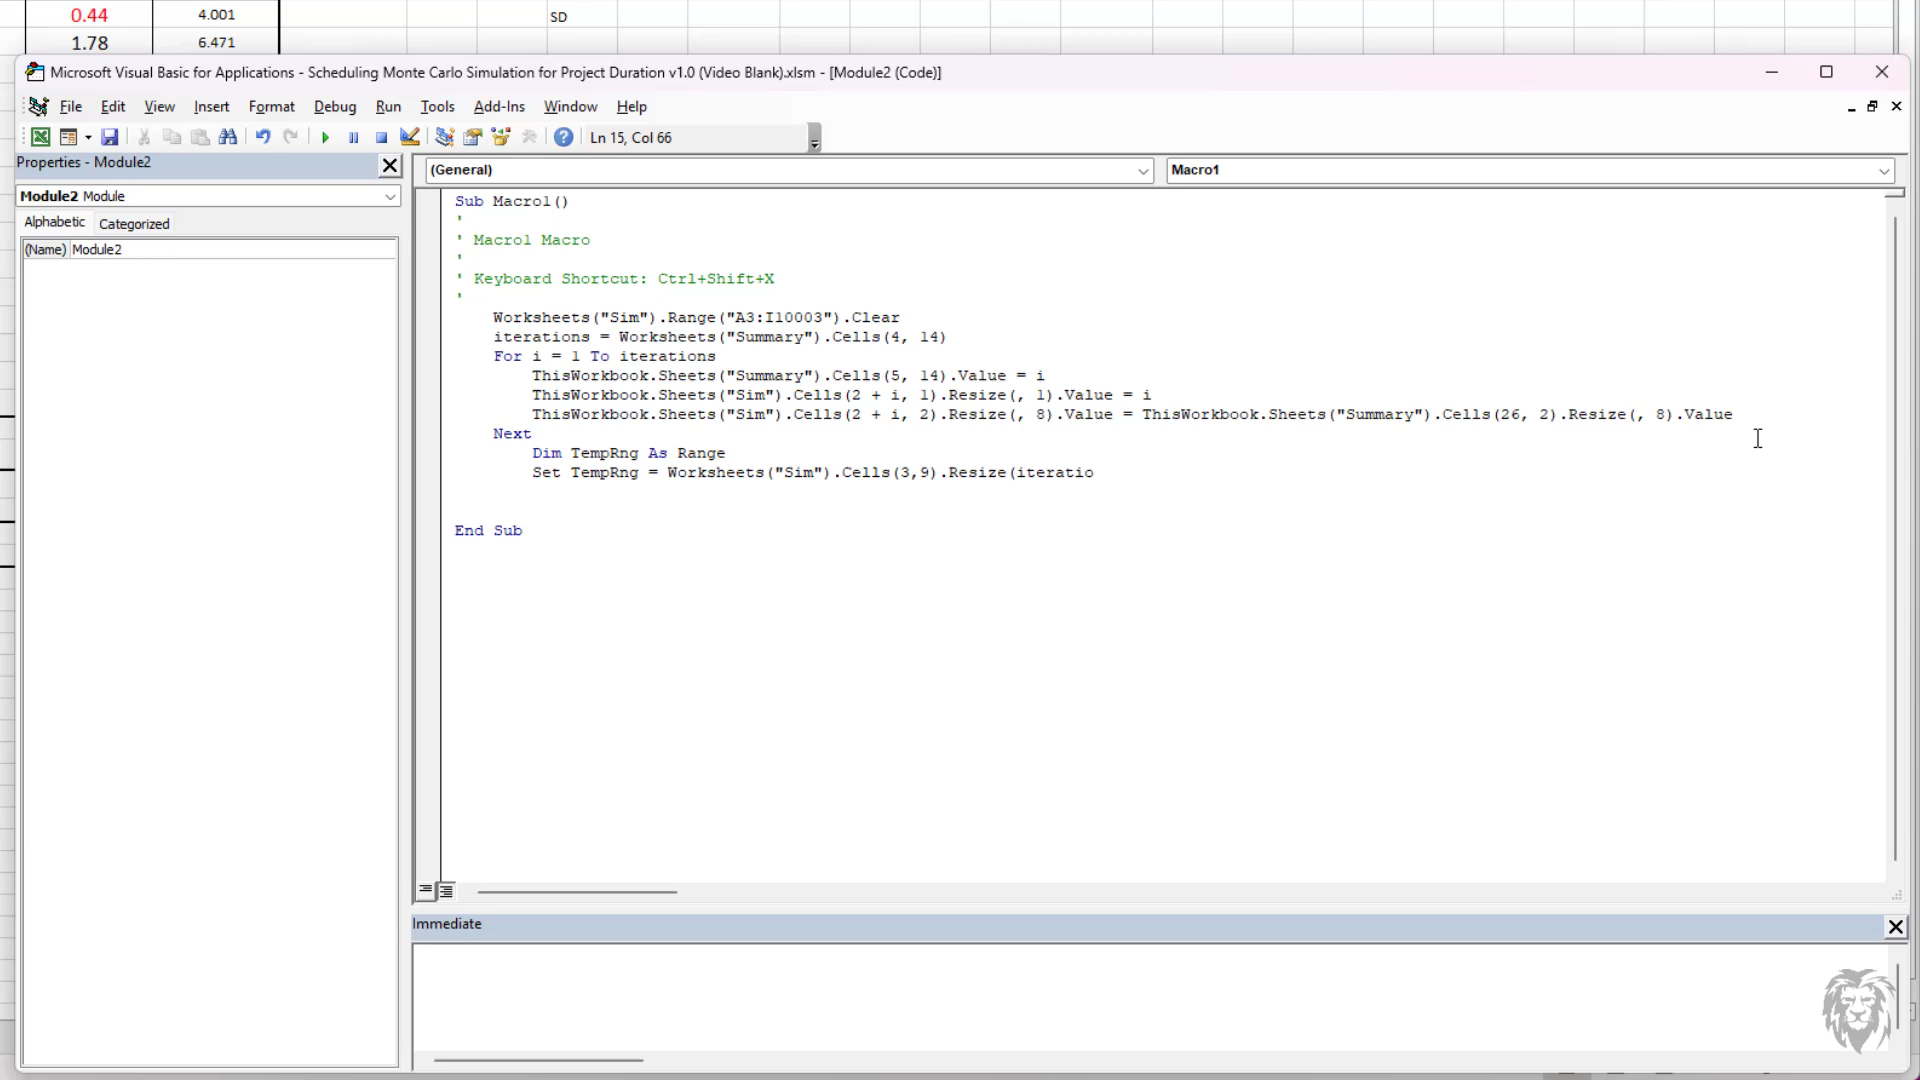 0.44 4.001 SD
1.78 6.471
Microsoft Visual Basic for Applications - Scheduling Monte Carlo Simulation for Project Duration v1.0 (Video Blank).xlsm - [Module2 (Code)]
File Edit View Insert Format Debug Run Tools Add-Ins Window Help
Ln 15, Col 66
Properties - Module2
(General) Macro1
Module2 Module
Alphabetic Categorized
(Name) Module2
Sub Macro1()
'
' Macro1 Macro
'
' Keyboard Shortcut: Ctrl+Shift+X
'
Worksheets("Sim").Range("A3:I10003").Clear
iterations = Worksheets("Summary").Cells(4, 14)
For i = 1 To iterations
ThisWorkbook.Sheets("Summary").Cells(5, 14).Value = i
ThisWorkbook.Sheets("Sim").Cells(2 + i, 1).Resize(, 1).Value = i
ThisWorkbook.Sheets("Sim").Cells(2 + i, 2).Resize(, 8).Value = ThisWorkbook.Sheets("Summary").Cells(26, 2).Resize(, 8).Value
Next
Dim TempRng As Range
Set TempRng = Worksheets("Sim").Cells(3,9).Resize(iteratio
End Sub
Immediate